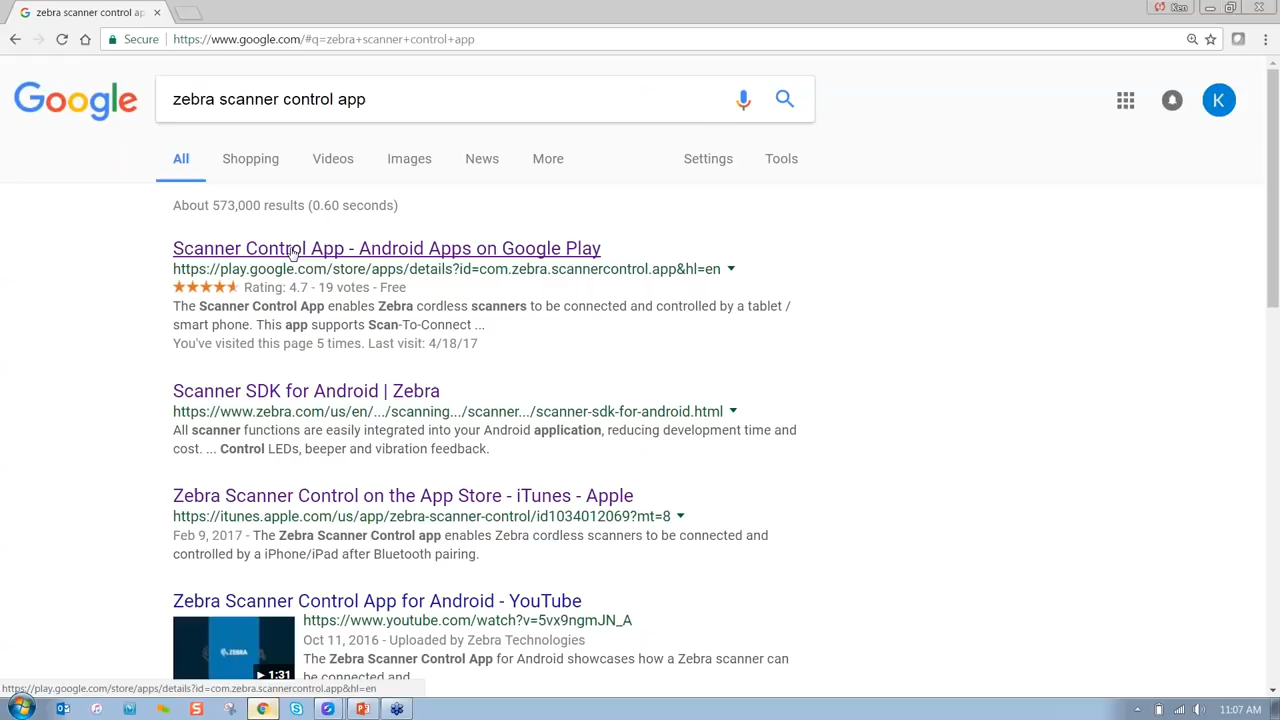 zebra scanner control ap
Ken
Secure
https://www.google.com/#q=zebra+scanner+control+app
Google
zebra scanner control app
K
All Shopping Videos Images News More Settings Tools
About 573,000 results (0.60 seconds)
Scanner Control App - Android Apps on Google Play
https://play.google.com/store/apps/details?id=com.zebra.scannercontrol.app&hl=en
Rating: 4.7 - 19 votes - Free
The Scanner Control App enables Zebra cordless scanners to be connected and controlled by a tablet /
smart phone. This app supports Scan-To-Connect ...
You've visited this page 5 times. Last visit: 4/18/17
Scanner SDK for Android | Zebra
https://www.zebra.com/us/en/.../scanning.../scanner.../scanner-sdk-for-android.html
All scanner functions are easily integrated into your Android application, reducing development time and
cost. ... Control LEDs, beeper and vibration feedback.
Zebra Scanner Control on the App Store - iTunes - Apple
https://itunes.apple.com/us/app/zebra-scanner-control/id1034012069?mt=8
Feb 9, 2017 - The Zebra Scanner Control app enables Zebra cordless scanners to be connected and
controlled by a iPhone/iPad after Bluetooth pairing.
Zebra Scanner Control App for Android - YouTube
https://www.youtube.com/watch?v=5vx9ngmJN_A
Oct 11, 2016 - Uploaded by Zebra Technologies
The Zebra Scanner Control App for Android showcases how a Zebra scanner can
be connected and
ZEBRA
1:31
https://play.google.com/store/apps/details?id=com.zebra.scannercontrol.app&hl=en
11:07 AM